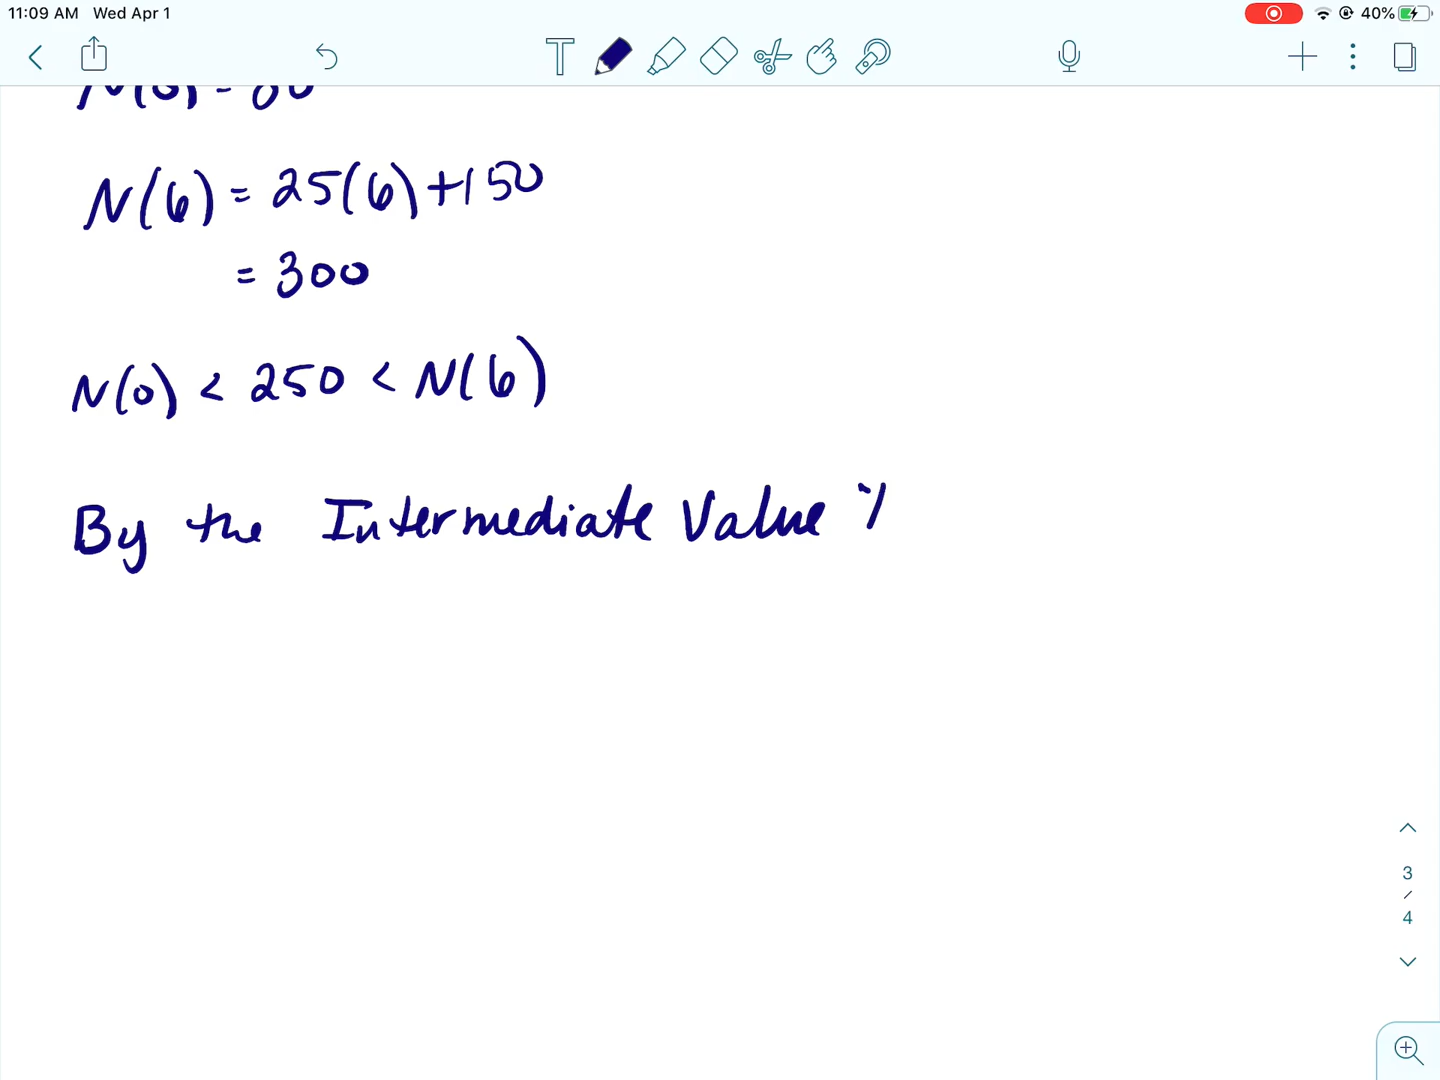 11:09 AM Wed Apr 1
40%
T
N(6) = 25(6)+150
= 300
N(0) < 250 < N(6)
By the Intermediate Value
3
/
4